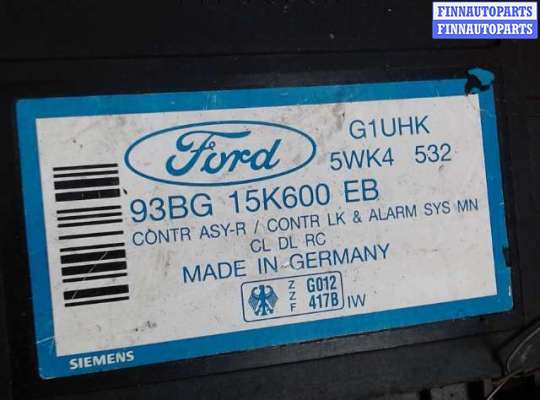 FINNAUTOPARTS
FINNAUTOPARTS
Ford
G1UHK
5WK4 532
93BG 15K600 EB
CONTR ASY-R / CONTR LK & ALARM SYS MN
CL DL RC
MADE IN GERMANY
Z Z F
G012
417B
IW
SIEMENS